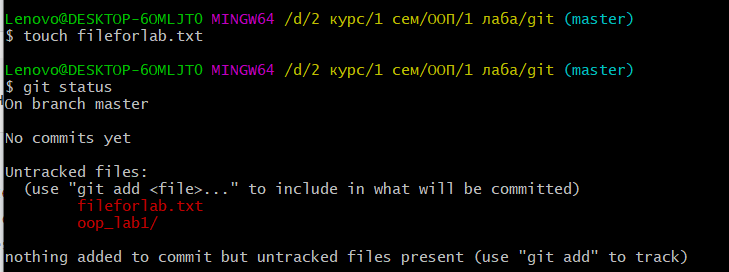 Lenovo@DESKTOP-6OMLJT0 MINGW64 /d/2 курс/1 сем/ООП/1 лаба/git (master)
$ touch fileforlab.txt
Lenovo@DESKTOP-6OMLJT0 MINGW64 /d/2 курс/1 сем/ООП/1 лаба/git (master)
$ git status
On branch master
No commits yet
Untracked files:
  (use "git add <file>..." to include in what will be committed)
        fileforlab.txt
        oop_lab1/
nothing added to commit but untracked files present (use "git add" to track)